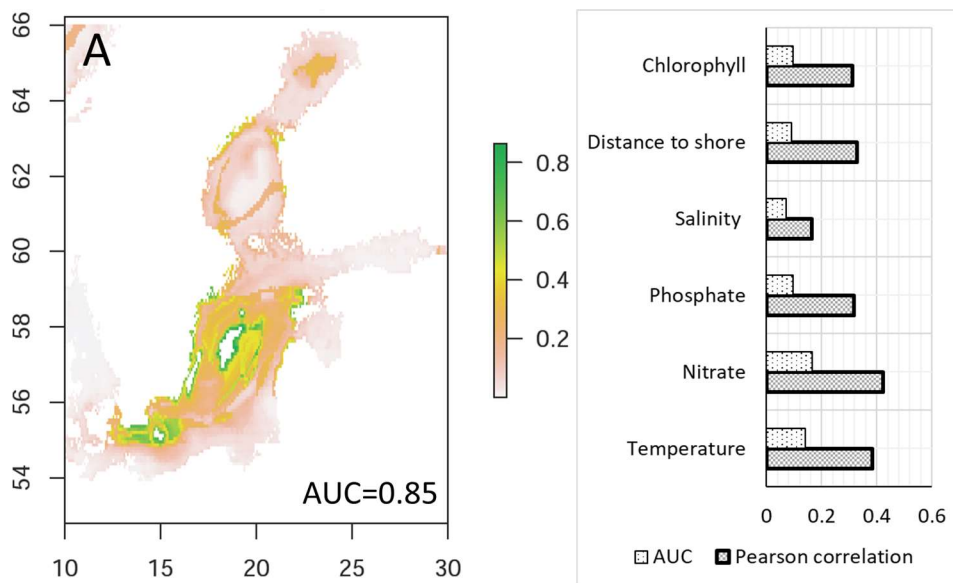 A
66
64
62
60
58
56
54
10
15
20
25
30
AUC=0.85
0.8
0.6
0.4
0.2
Chlorophyll
Distance to shore
Salinity
Phosphate
Nitrate
Temperature
0 0.2 0.4 0.6
AUC Pearson correlation